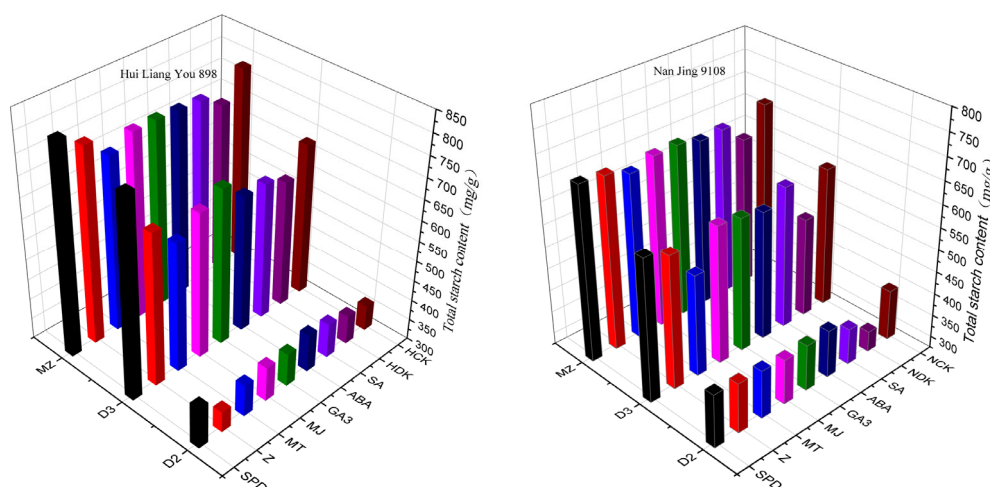 Hui Liang You 898
850
800
750
700
650
600
550
500
450
400
350
300
Total starch content (mg/g)
MZ
D3
D2
SPD
Z
MT
MJ
GA3
ABA
SA
HDK
HCK
Nan Jing 9108
800
750
700
650
600
550
500
450
400
350
300
Total starch content (mg/g)
MZ
D3
D2
SPD
Z
MT
MJ
GA3
ABA
SA
NDK
NCK